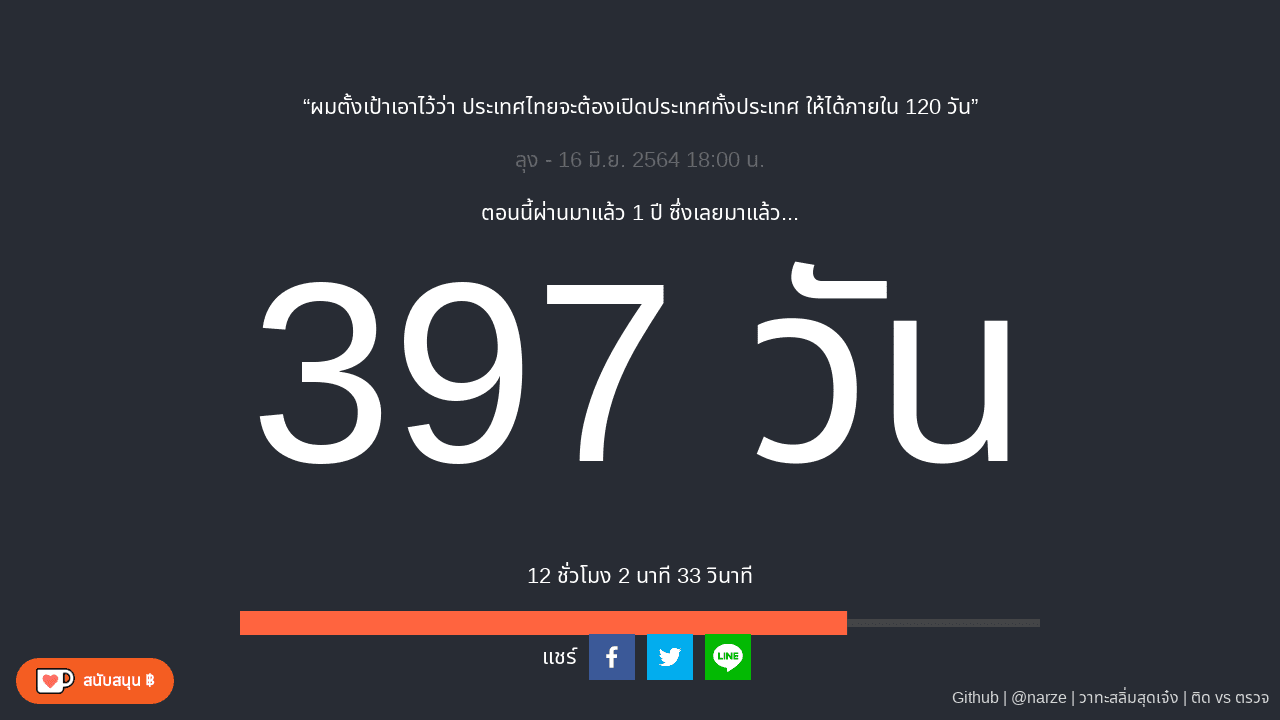 “ผมตั้งเป้าเอาไว้ว่า ประเทศไทยจะต้องเปิดประเทศทั้งประเทศ ให้ได้ภายใน 120 วัน”
ลุง - 16 มิ.ย. 2564 18:00 น.
ตอนนี้ผ่านมาแล้ว 1 ปี ซึ่งเลยมาแล้ว...
397 วัน
12 ชั่วโมง 2 นาที 33 วินาที
แชร์
LINE
สนับสนุน ฿
Github | @narze | วาทะสลิ่มสุดเจ๋ง | ติด vs ตรวจ